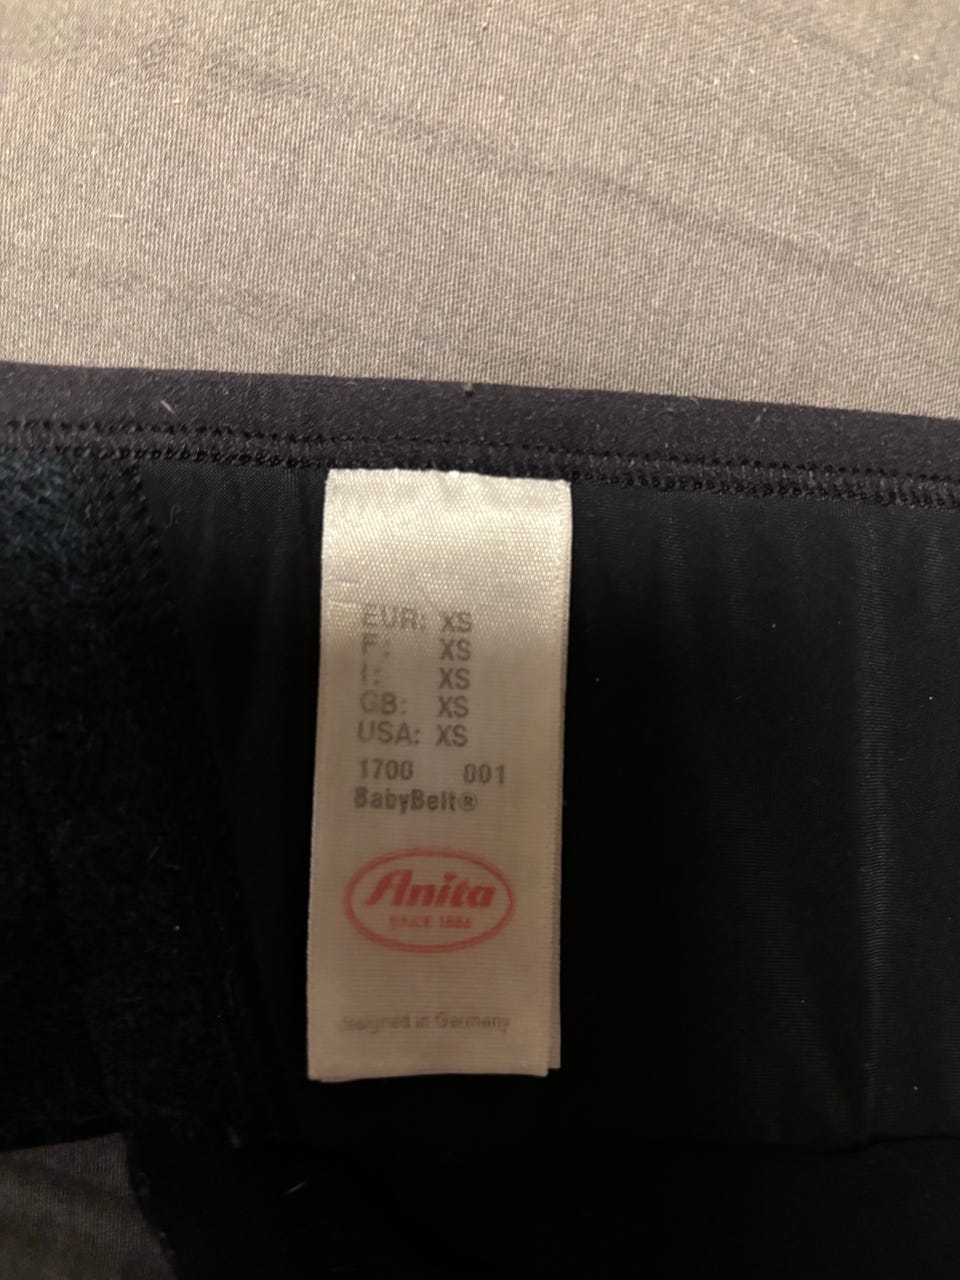 EUR: XS
F: XS
I: XS
GB: XS
USA: XS
1700 001
BabyBelt®
Anita
SINCE 1886
designed in Germany